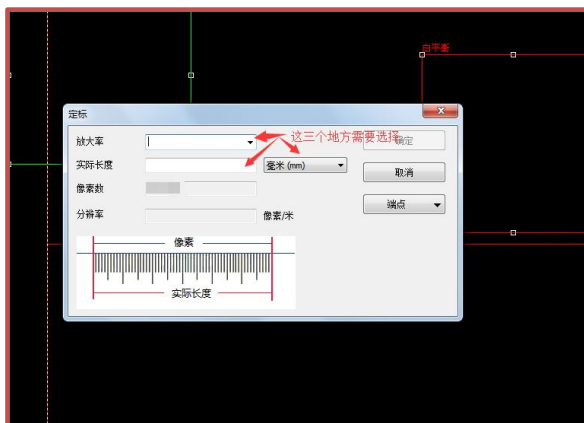 白平衡
定标
放大率
这三个地方需要选择
确定
实际长度
毫米 (mm)
取消
像素数
端点
分辨率
像素/米
像素
实际长度